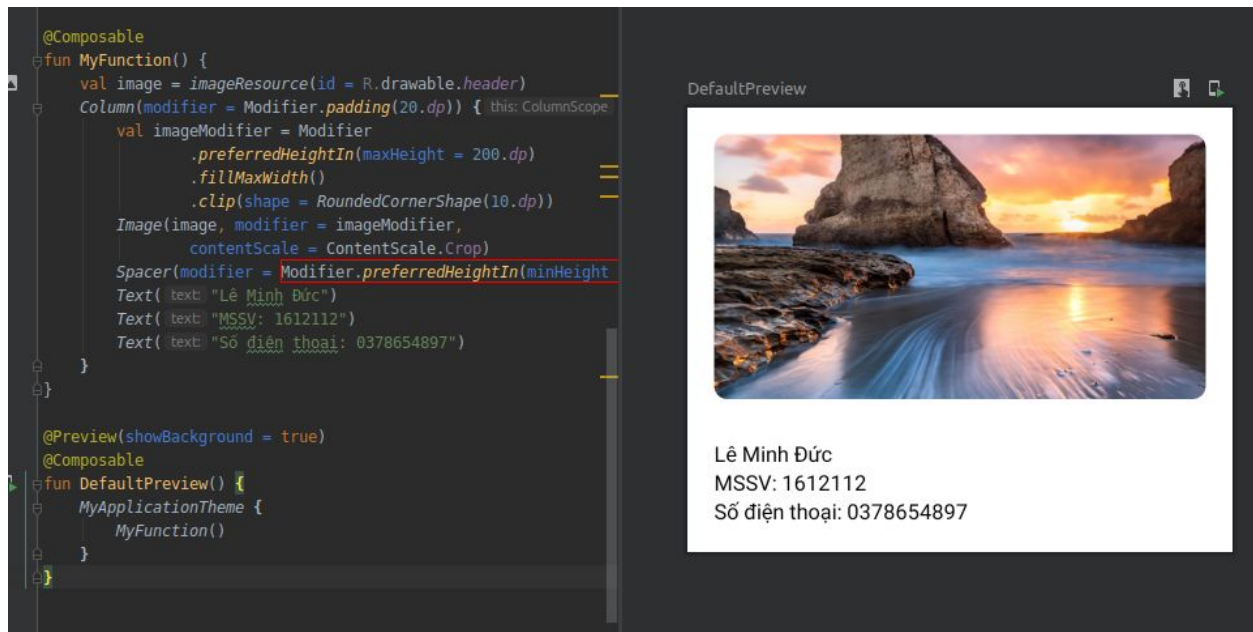 @Composable
fun MyFunction() {
val image = imageResource(id = R.drawable.header)
Column(modifier = Modifier.padding(20.dp)) { this: ColumnScope
val imageModifier = Modifier
.preferredHeightIn(maxHeight = 200.dp)
.fillMaxWidth()
.clip(shape = RoundedCornerShape(10.dp))
Image(image, modifier = imageModifier,
contentScale = ContentScale.Crop)
Spacer(modifier = Modifier.preferredHeightIn(minHeight
Text( text: "Lê Minh Đức")
Text( text: "MSSV: 1612112")
Text( text: "Số điện thoại: 0378654897")
}
}
@Preview(showBackground = true)
@Composable
fun DefaultPreview() {
MyApplicationTheme {
MyFunction()
}
}
DefaultPreview
Lê Minh Đức
MSSV: 1612112
Số điện thoại: 0378654897